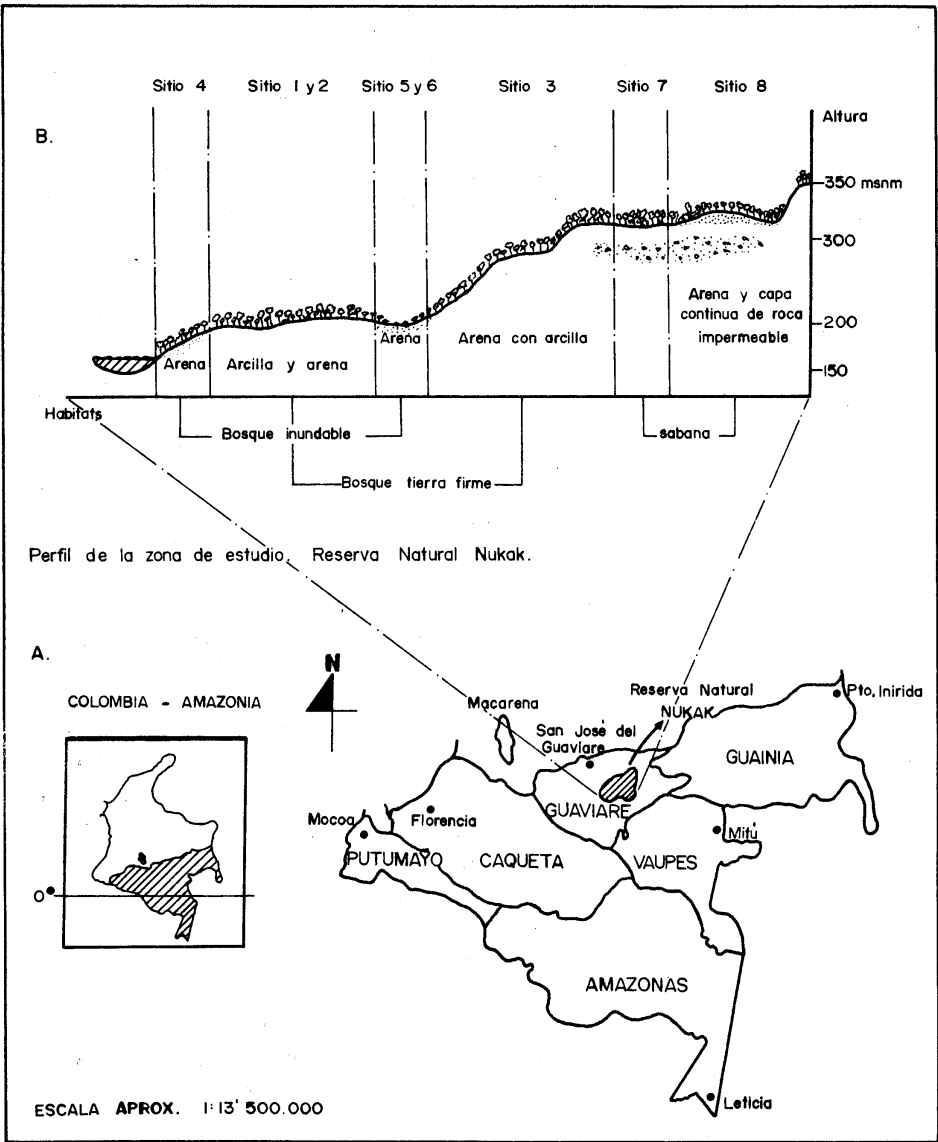 Sitio 4 Sitio 1 y 2 Sitio 5 y 6 Sitio 3 Sitio 7 Sitio 8
Altura
B.
350 msnm
300
Arena y capa
continua de roca
impermeable
200
Arena
Arena con arcilla
Arena
Arcilla y arena
150
Habitats
Bosque inundable
sabana
Bosque tierra firme
Perfil de la zona de estudio. Reserva Natural Nukak.
A.
N
COLOMBIA - AMAZONIA
Macarena
Reserva Natural
NUKAK
Pto. Inirida
San José del
Guaviare
GUAINIA
GUAVIARE
Mocoa
Florencia
Mitú
PUTUMAYO
CAQUETA
VAUPES
0°
AMAZONAS
Leticia
ESCALA APROX. 1:13'500.000